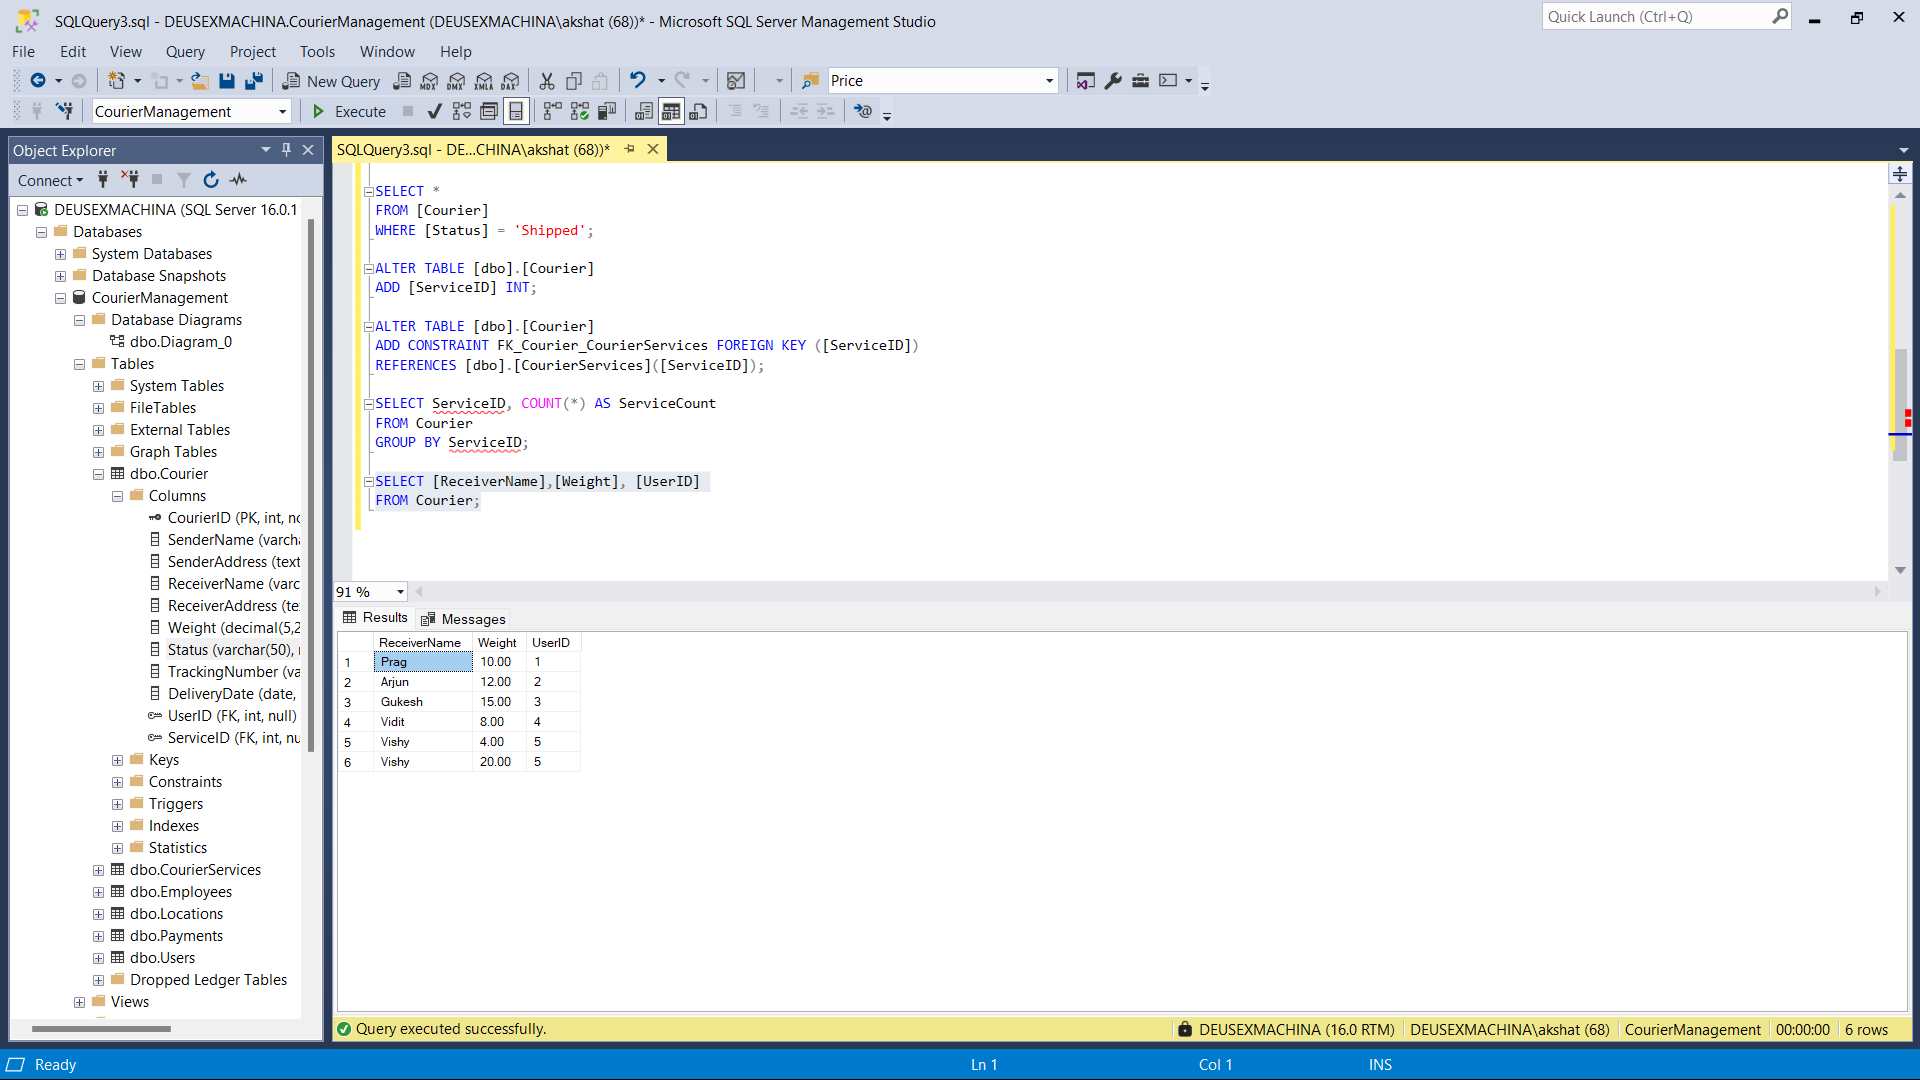 SQLQuery3.sql - DEUSEXMACHINA.CourierManagement (DEUSEXMACHINA\akshat (68))* - Microsoft SQL Server Management Studio
Quick Launch (Ctrl+Q)
File Edit View Query Project Tools Window Help
New Query MDX DMX XMLA DAX Price
CourierManagement Execute
Object Explorer
SQLQuery3.sql - DE...CHINA\akshat (68))*
Connect
DEUSEXMACHINA (SQL Server 16.0.1
Databases
System Databases
Database Snapshots
CourierManagement
Database Diagrams
dbo.Diagram_0
Tables
System Tables
FileTables
External Tables
Graph Tables
dbo.Courier
Columns
CourierID (PK, int, no
SenderName (varcha
SenderAddress (text
ReceiverName (varc
ReceiverAddress (te
Weight (decimal(5,2
Status (varchar(50),
TrackingNumber (va
DeliveryDate (date,
UserID (FK, int, null)
ServiceID (FK, int, nu
Keys
Constraints
Triggers
Indexes
Statistics
dbo.CourierServices
dbo.Employees
dbo.Locations
dbo.Payments
dbo.Users
Dropped Ledger Tables
Views
SELECT *
FROM [Courier]
WHERE [Status] = 'Shipped';
ALTER TABLE [dbo].[Courier]
ADD [ServiceID] INT;
ALTER TABLE [dbo].[Courier]
ADD CONSTRAINT FK_Courier_CourierServices FOREIGN KEY ([ServiceID])
REFERENCES [dbo].[CourierServices]([ServiceID]);
SELECT ServiceID, COUNT(*) AS ServiceCount
FROM Courier
GROUP BY ServiceID;
SELECT [ReceiverName],[Weight], [UserID]
FROM Courier;
91 %
Results Messages
ReceiverName Weight UserID
1 Prag 10.00 1
2 Arjun 12.00 2
3 Gukesh 15.00 3
4 Vidit 8.00 4
5 Vishy 4.00 5
6 Vishy 20.00 5
Query executed successfully.
DEUSEXMACHINA (16.0 RTM) DEUSEXMACHINA\akshat (68) CourierManagement 00:00:00 6 rows
Ready Ln 1 Col 1 INS